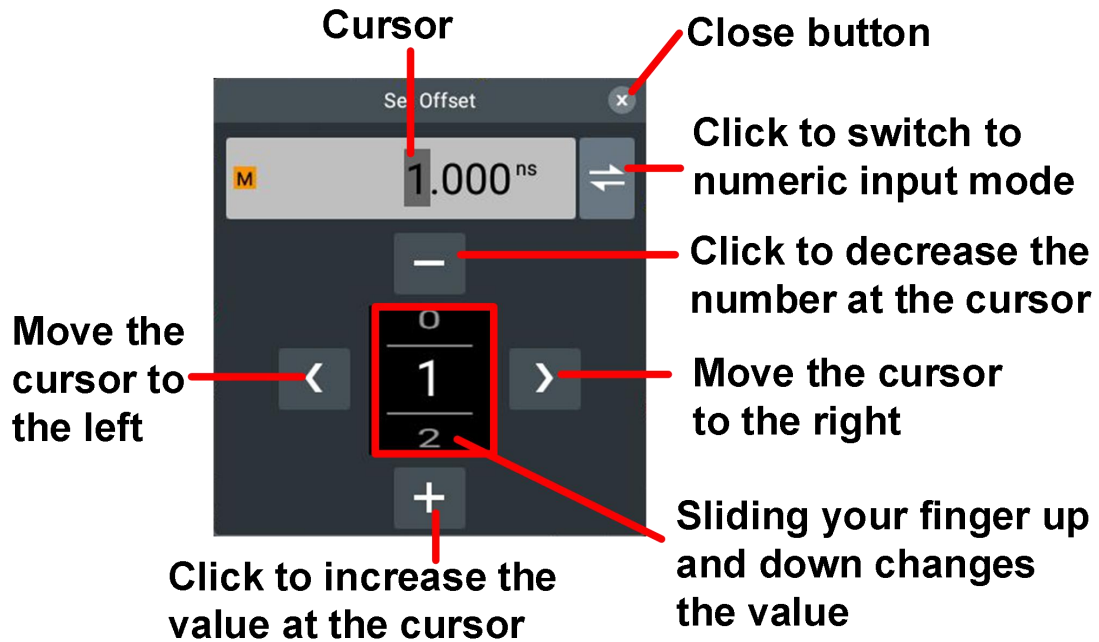 Cursor
Close button
Set Offset
x
M
1.000 ns
Click to switch to
numeric input mode
Click to decrease the
number at the cursor
Move the
cursor to
the left
0
1
2
Move the cursor
to the right
Sliding your finger up
and down changes
the value
Click to increase the
value at the cursor